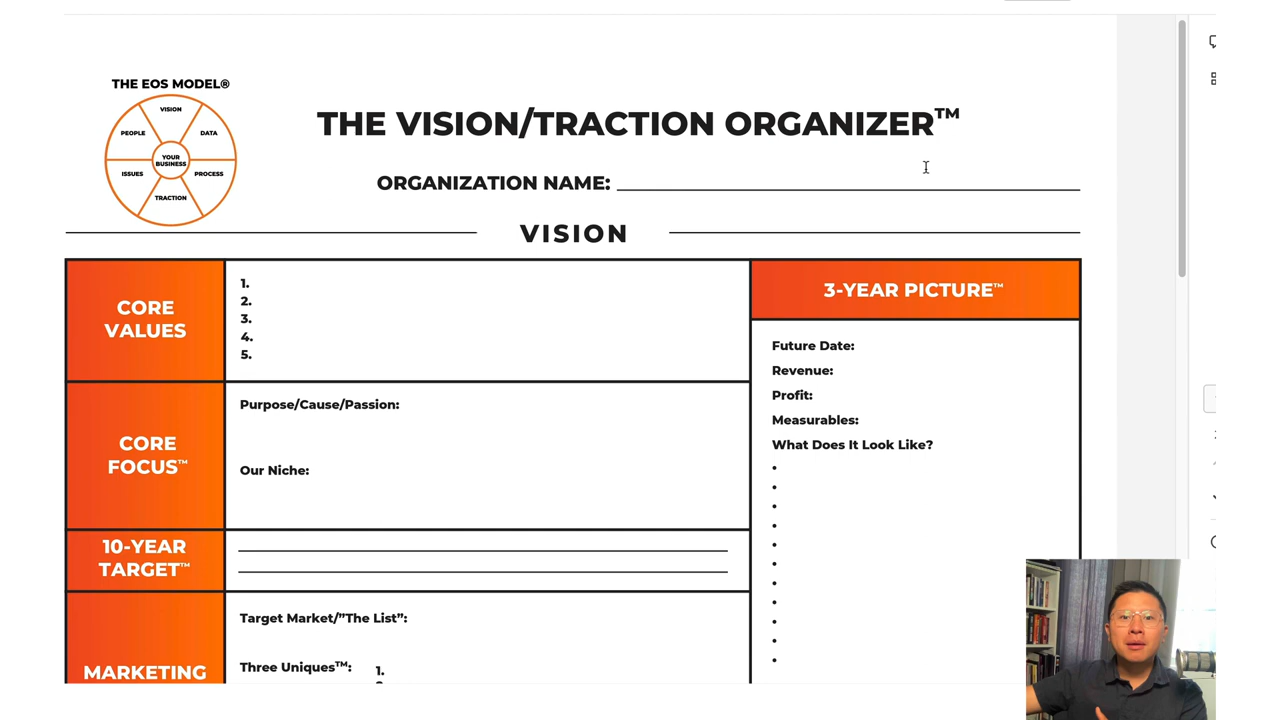 THE EOS MODEL®
VISION
PEOPLE
DATA
YOUR
BUSINESS
ISSUES
PROCESS
TRACTION
THE VISION/TRACTION ORGANIZER™
ORGANIZATION NAME:
VISION
CORE
VALUES
1.
2.
3.
4.
5.
CORE
FOCUS™
Purpose/Cause/Passion:
Our Niche:
10-YEAR
TARGET™
MARKETING
Target Market/”The List”:
Three Uniques™: 1.
3-YEAR PICTURE™
Future Date:
Revenue:
Profit:
Measurables:
What Does It Look Like?